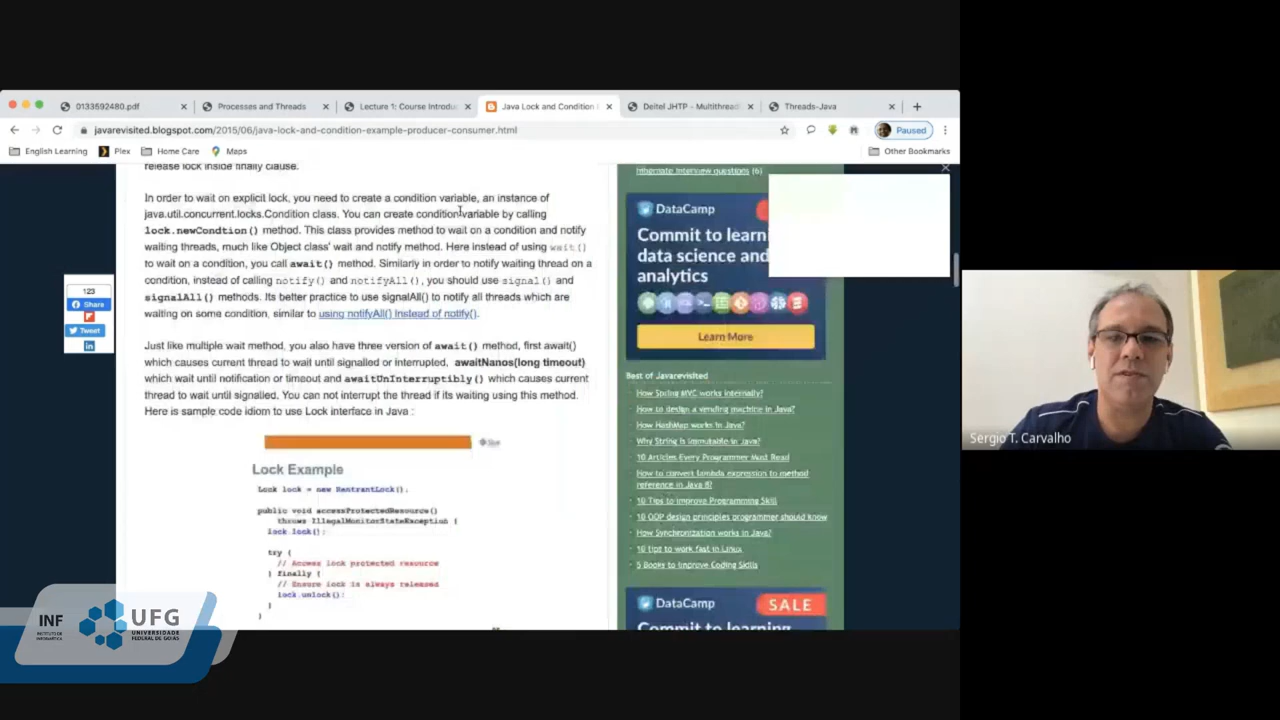 0133592480.pdf
Processes and Threads
Lecture 1: Course Introdu
Java Lock and Condition
Deitel JHTP - Multithread
Threads-Java
javarevisited.blogspot.com/2015/06/java-lock-and-condition-example-producer-consumer.html
Paused
English Learning
Plex
Home Care
Maps
Other Bookmarks
release lock inside finally clause.
In order to wait on explicit lock, you need to create a condition variable, an instance of
java.util.concurrent.locks.Condition class. You can create condition variable by calling
lock.newCondtion() method. This class provides method to wait on a condition and notify
waiting threads, much like Object class' wait and notify method. Here instead of using wait()
to wait on a condition, you call await() method. Similarly in order to notify waiting thread on a
condition, instead of calling notify() and notifyAll(), you should use signal() and
signalAll() methods. Its better practice to use signalAll() to notify all threads which are
waiting on some condition, similar to using notifyAll() instead of notify().
Just like multiple wait method, you also have three version of await() method, first await()
which causes current thread to wait until signalled or interrupted, awaitNanos(long timeout)
which wait until notification or timeout and awaitUnInterruptibly() which causes current
thread to wait until signalled. You can not interrupt the thread if its waiting using this method.
Here is sample code idiom to use Lock interface in Java :
Lock Example
Lock lock = new ReentrantLock();
public void accessProtectedResource()
throws IllegalMonitorStateException {
lock.lock();
try {
// Access lock protected resource
} finally {
// Ensure lock is always released
lock.unlock();
}
}
123
Share
Tweet
in
hibernate interview questions (6)
DataCamp
Commit to learn
data science and
analytics
Learn More
Best of Javarevisited
How Spring MVC works internally?
How to design a vending machine in Java?
How HashMap works in Java?
Why String is Immutable in Java?
10 Articles Every Programmer Must Read
How to convert lambda expression to method
reference in Java 8?
10 Tips to improve Programming Skill
10 OOP design principles programmer should know
How Synchronization works in Java?
10 tips to work fast in Linux
5 Books to Improve Coding Skills
DataCamp
SALE
Commit to learning
Sergio T. Carvalho
INF
INSTITUTO DE
INFORMÁTICA
UFG
UNIVERSIDADE
FEDERAL DE GOIÁS